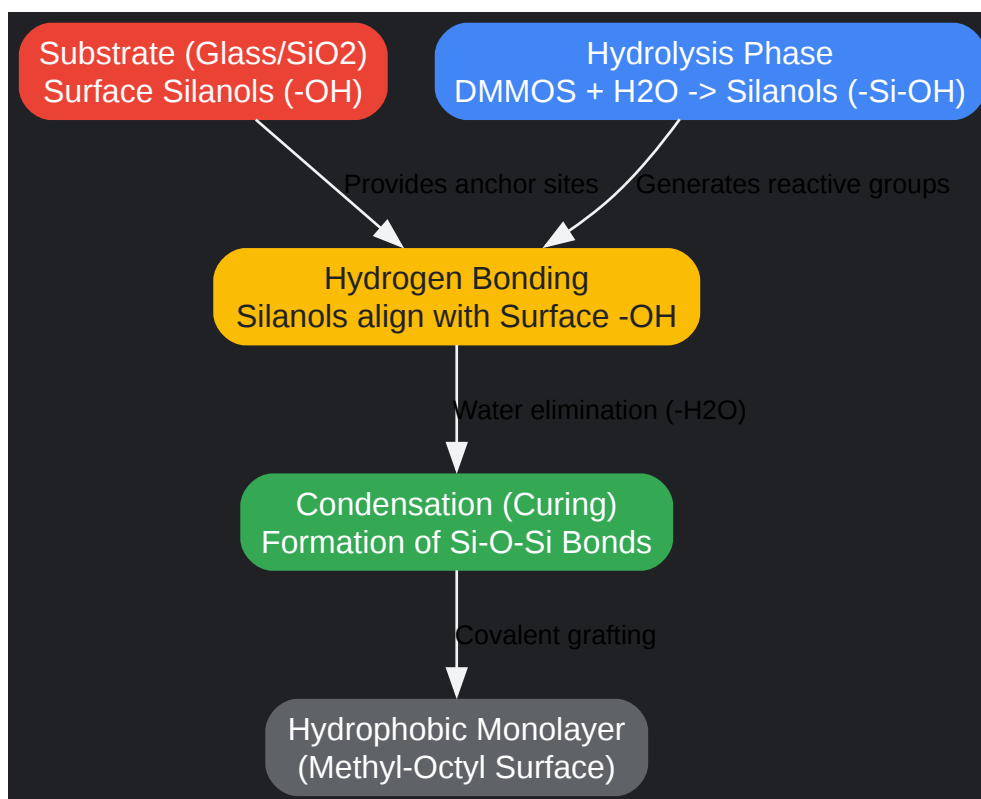 Substrate (Glass/SiO2)
Surface Silanols (-OH)
Hydrolysis Phase
DMMOS + H2O -> Silanols (-Si-OH)
Provides anchor sites
Generates reactive groups
Hydrogen Bonding
Silanols align with Surface -OH
Water elimination (-H2O)
Condensation (Curing)
Formation of Si-O-Si Bonds
Covalent grafting
Hydrophobic Monolayer
(Methyl-Octyl Surface)